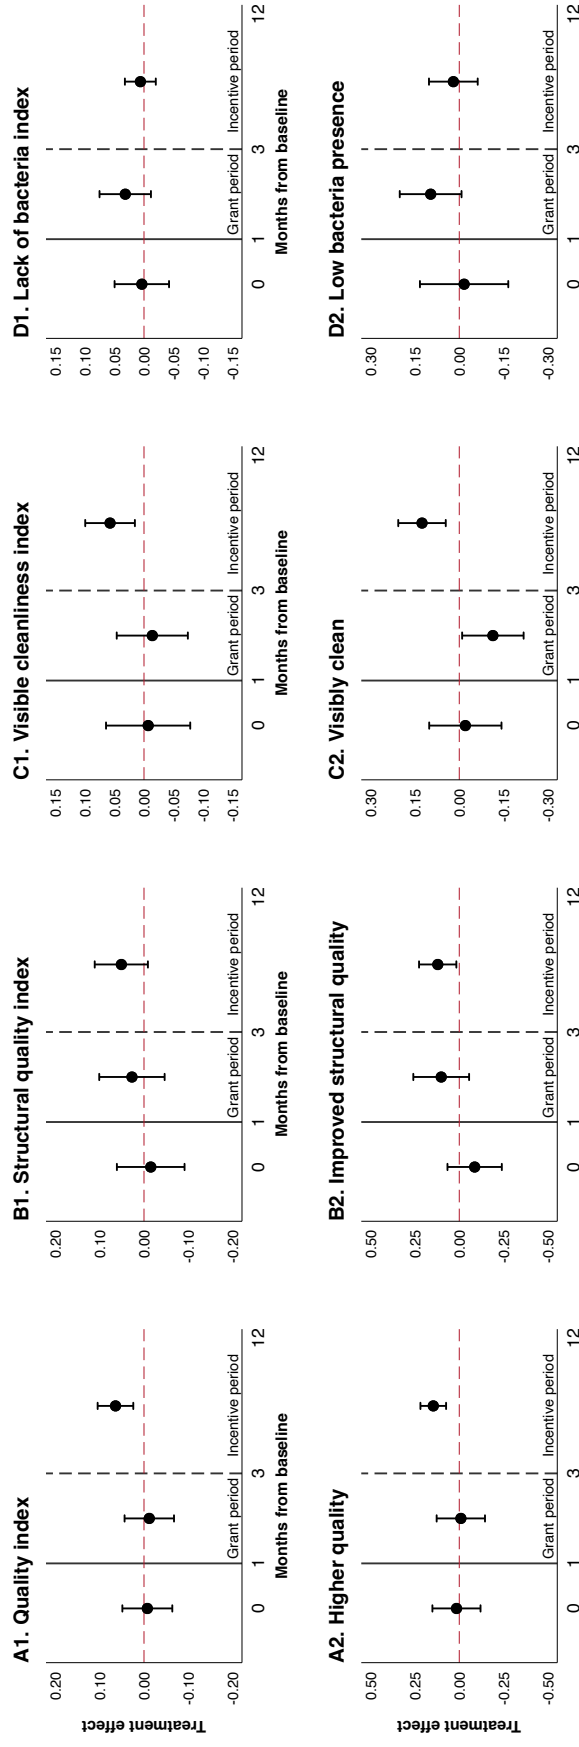 A1. Quality index
Treatment effect
0.20
0.10
0.00
-0.10
-0.20
Grant period
Incentive period
0
1
3
12
Months from baseline
B1. Structural quality index
0.20
0.10
0.00
-0.10
-0.20
Grant period
Incentive period
0
1
3
12
Months from baseline
C1. Visible cleanliness index
0.15
0.10
0.05
0.00
-0.05
-0.10
-0.15
Grant period
Incentive period
0
1
3
12
Months from baseline
D1. Lack of bacteria index
0.15
0.10
0.05
0.00
-0.05
-0.10
-0.15
Grant period
Incentive period
0
1
3
12
Months from baseline
A2. Higher quality
Treatment effect
0.50
0.25
0.00
-0.25
-0.50
Grant period
Incentive period
0
1
3
12
B2. Improved structural quality
0.50
0.25
0.00
-0.25
-0.50
Grant period
Incentive period
0
1
3
12
C2. Visibly clean
0.30
0.15
0.00
-0.15
-0.30
Grant period
Incentive period
0
1
3
12
D2. Low bacteria presence
0.30
0.15
0.00
-0.15
-0.30
Grant period
Incentive period
0
1
3
12